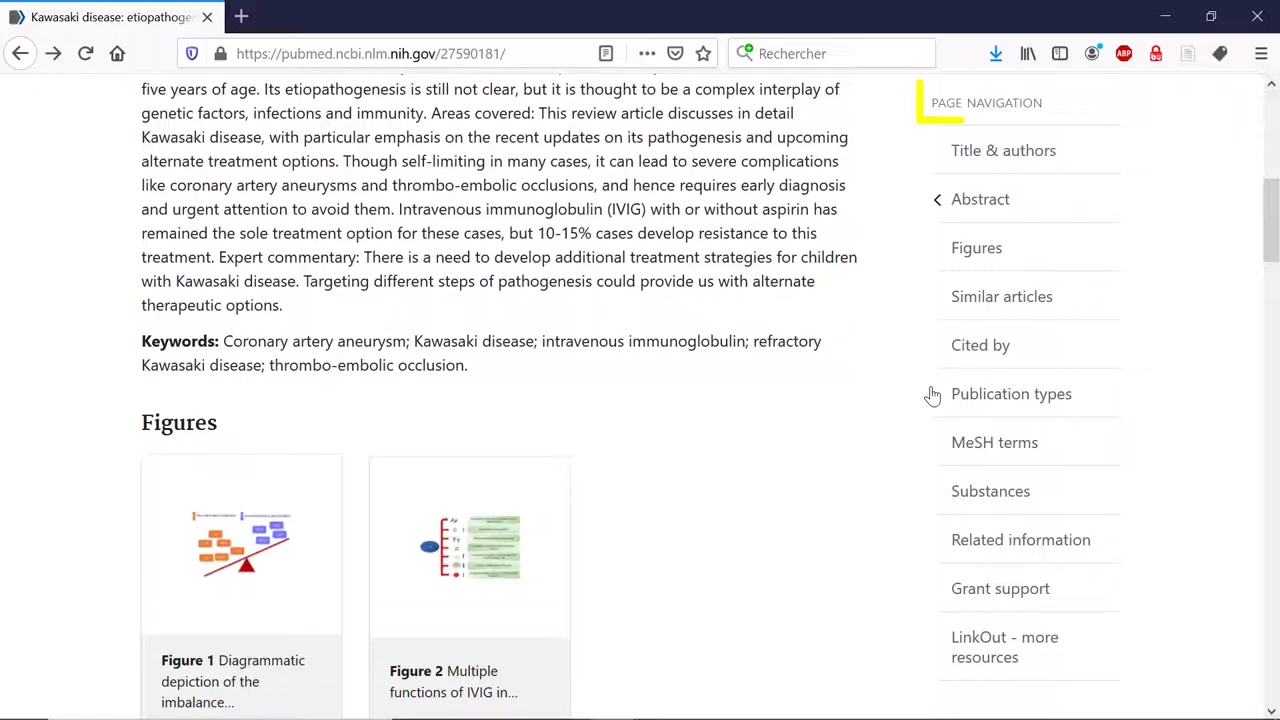 Kawasaki disease: etiopathoge
https://pubmed.ncbi.nlm.nih.gov/27590181/
Rechercher
ABP
five years of age. Its etiopathogenesis is still not clear, but it is thought to be a complex interplay of
genetic factors, infections and immunity. Areas covered: This review article discusses in detail
Kawasaki disease, with particular emphasis on the recent updates on its pathogenesis and upcoming
alternate treatment options. Though self-limiting in many cases, it can lead to severe complications
like coronary artery aneurysms and thrombo-embolic occlusions, and hence requires early diagnosis
and urgent attention to avoid them. Intravenous immunoglobulin (IVIG) with or without aspirin has
remained the sole treatment option for these cases, but 10-15% cases develop resistance to this
treatment. Expert commentary: There is a need to develop additional treatment strategies for children
with Kawasaki disease. Targeting different steps of pathogenesis could provide us with alternate
therapeutic options.
Keywords: Coronary artery aneurysm; Kawasaki disease; intravenous immunoglobulin; refractory
Kawasaki disease; thrombo-embolic occlusion.
Figures
Figure 1 Diagrammatic
depiction of the
imbalance...
Figure 2 Multiple
functions of IVIG in...
PAGE NAVIGATION
Title & authors
Abstract
Figures
Similar articles
Cited by
Publication types
MeSH terms
Substances
Related information
Grant support
LinkOut - more
resources